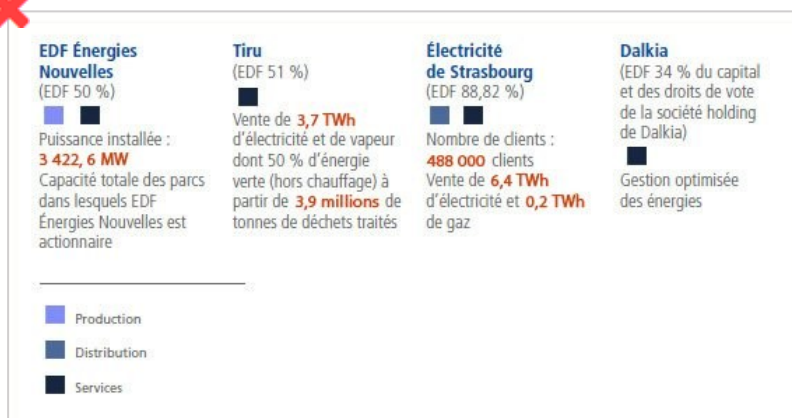 EDF Énergies
Nouvelles
(EDF 50 %)
Puissance installée :
3 422, 6 MW
Capacité totale des parcs
dans lesquels EDF
Énergies Nouvelles est
actionnaire
Tiru
(EDF 51 %)
Vente de 3,7 TWh
d'électricité et de vapeur
dont 50 % d'énergie
verte (hors chauffage) à
partir de 3,9 millions de
tonnes de déchets traités
Électricité
de Strasbourg
(EDF 88,82 %)
Nombre de clients :
488 000 clients
Vente de 6,4 TWh
d'électricité et 0,2 TWh
de gaz
Dalkia
(EDF 34 % du capital
et des droits de vote
de la société holding
de Dalkia)
Gestion optimisée
des énergies
Production
Distribution
Services